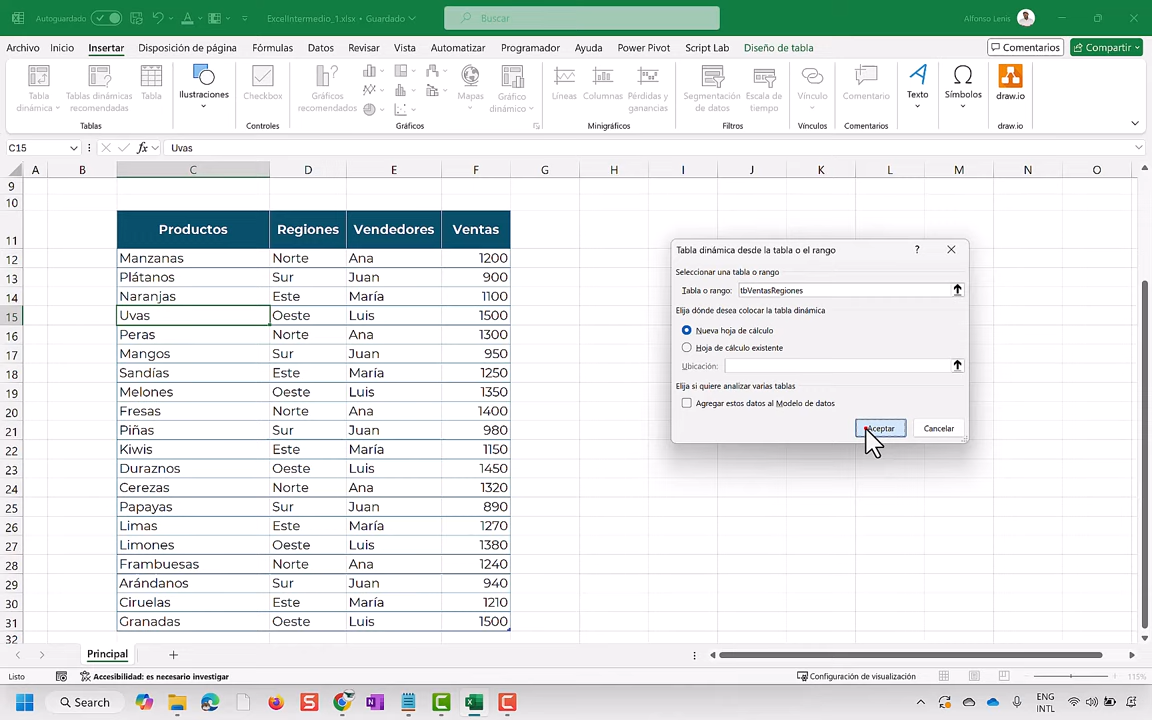 Autoguardado
ExcelIntermedio_1.xlsx • Guardado
Buscar
Alfonso Lenis
Archivo Inicio Insertar Disposición de página Fórmulas Datos Revisar Vista Automatizar Programador Ayuda Power Pivot Script Lab Diseño de tabla
Comentarios
Compartir
Tabla dinámica
Tablas dinámicas recomendadas
Tabla
Ilustraciones
Checkbox
Gráficos recomendados
Mapas
Gráfico dinámico
Líneas
Columnas
Pérdidas y ganancias
Segmentación de datos
Escala de tiempo
Vínculo
Comentario
Texto
Símbolos
draw.io
Tablas Controles Gráficos Minigráficos Filtros Vínculos Comentarios draw.io
C15 fx Uvas
A B C D E F G H I J K L M N O
9
10
11 Productos Regiones Vendedores Ventas
12 Manzanas Norte Ana 1200
13 Plátanos Sur Juan 900
14 Naranjas Este María 1100
15 Uvas Oeste Luis 1500
16 Peras Norte Ana 1300
17 Mangos Sur Juan 950
18 Sandías Este María 1250
19 Melones Oeste Luis 1350
20 Fresas Norte Ana 1400
21 Piñas Sur Juan 980
22 Kiwis Este María 1150
23 Duraznos Oeste Luis 1450
24 Cerezas Norte Ana 1320
25 Papayas Sur Juan 890
26 Limas Este María 1270
27 Limones Oeste Luis 1380
28 Frambuesas Norte Ana 1240
29 Arándanos Sur Juan 940
30 Ciruelas Este María 1210
31 Granadas Oeste Luis 1500
32
Tabla dinámica desde la tabla o el rango ?
Seleccionar una tabla o rango
Tabla o rango: tbVentasRegiones
Elija dónde desea colocar la tabla dinámica
Nueva hoja de cálculo
Hoja de cálculo existente
Ubicación:
Elija si quiere analizar varias tablas
Agregar estos datos al Modelo de datos
Aceptar Cancelar
Principal
Listo
Accesibilidad: es necesario investigar
Configuración de visualización
115%
Search
ENG
INTL